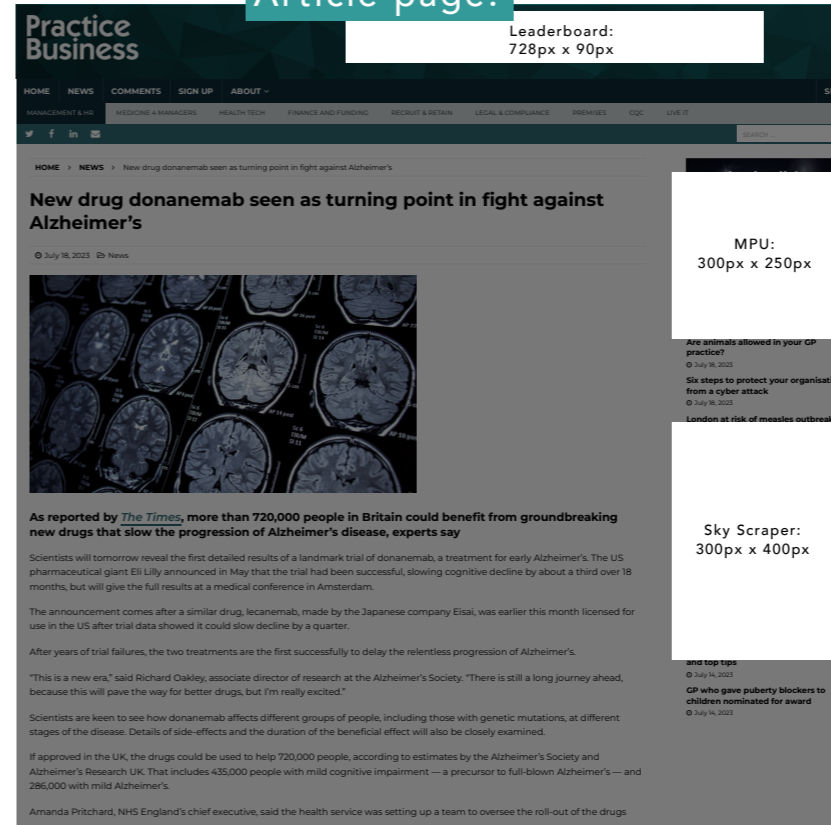 Article page:
Practice
Business
Leaderboard:
728px x 90px
HOME NEWS COMMENTS SIGN UP ABOUT
MANAGEMENT & HR MEDICINE 4 MANAGERS HEALTH TECH FINANCE AND FUNDING RECRUIT & RETAIN LEGAL & COMPLIANCE PREMISES CQC LIVE IT
SEARCH ...
HOME > NEWS > New drug donanemab seen as turning point in fight against Alzheimer's
New drug donanemab seen as turning point in fight against
Alzheimer's
July 18, 2023 News
MPU:
300px x 250px
Are animals allowed in your GP
practice?
July 18, 2023
Six steps to protect your organisati
from a cyber attack
July 18, 2023
London at risk of measles outbreak
Sky Scraper:
300px x 400px
and top tips
July 14, 2023
GP who gave puberty blockers to
children nominated for award
July 14, 2023
As reported by The Times, more than 720,000 people in Britain could benefit from groundbreaking
new drugs that slow the progression of Alzheimer's disease, experts say
Scientists will tomorrow reveal the first detailed results of a landmark trial of donanemab, a treatment for early Alzheimer's. The US
pharmaceutical giant Eli Lilly announced in May that the trial had been successful, slowing cognitive decline by about a third over 18
months, but will give the full results at a medical conference in Amsterdam.
The announcement comes after a similar drug, lecanemab, made by the Japanese company Eisai, was earlier this month licensed for
use in the US after trial data showed it could slow decline by a quarter.
After years of trial failures, the two treatments are the first successfully to delay the relentless progression of Alzheimer's.
"This is a new era," said Richard Oakley, associate director of research at the Alzheimer's Society. "There is still a long journey ahead,
because this will pave the way for better drugs, but I'm really excited."
Scientists are keen to see how donanemab affects different groups of people, including those with genetic mutations, at different
stages of the disease. Details of side-effects and the duration of the beneficial effect will also be closely examined.
If approved in the UK, the drugs could be used to help 720,000 people, according to estimates by the Alzheimer's Society and
Alzheimer's Research UK. That includes 435,000 people with mild cognitive impairment — a precursor to full-blown Alzheimer's — and
286,000 with mild Alzheimer's.
Amanda Pritchard, NHS England's chief executive, said the health service was setting up a team to oversee the roll-out of the drugs